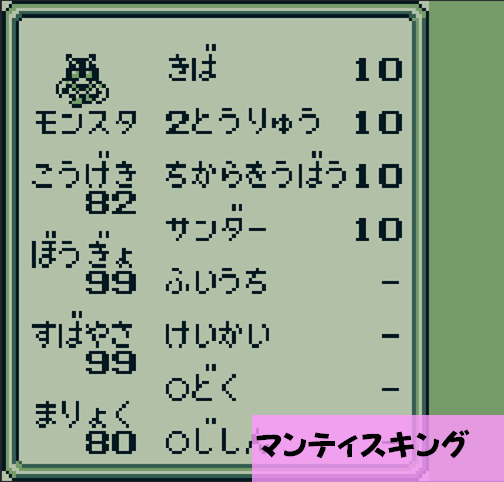 きば 10
モンスタ 2とうりゅう 10
こうげき ちからをうばう10
82
サンダー 10
ぼうぎょ
99 ふいうち －
すばやさ けいかい －
99
○どく －
まりょく
80 ○じし
マンティスキング